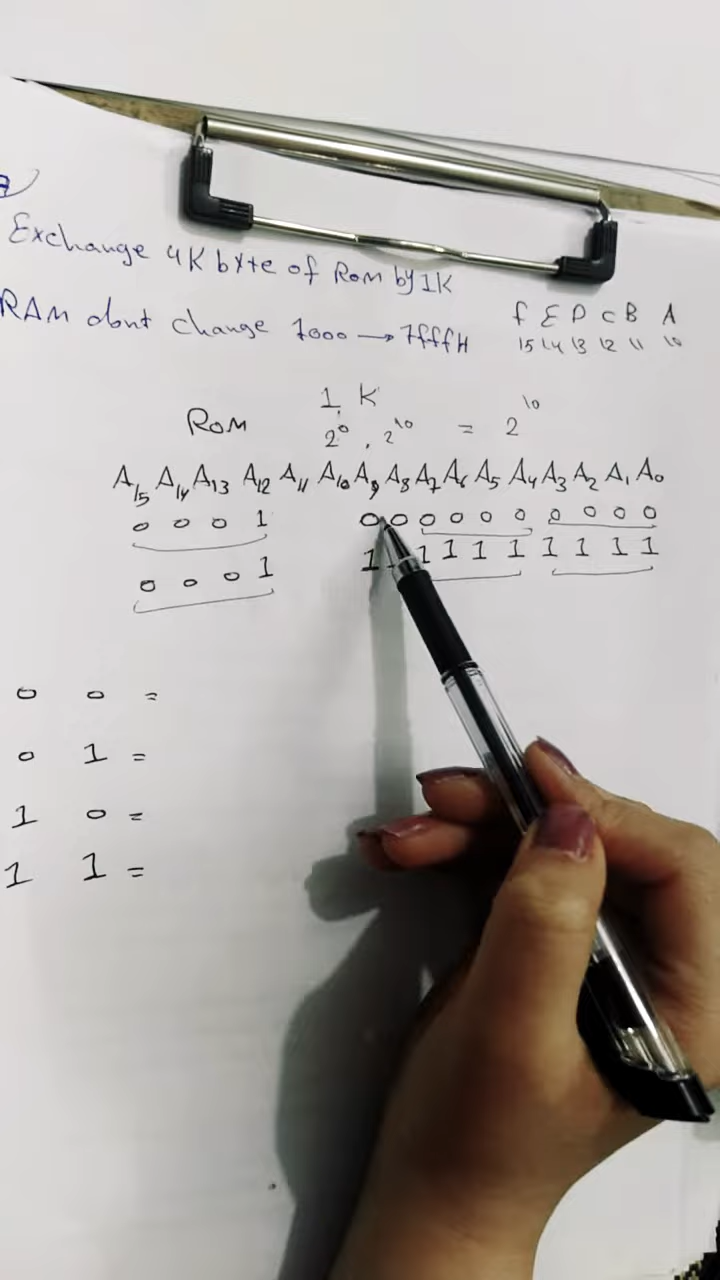 Exchange 4K byte of Rom by 1K
RAM dont change 7000 → 7fffH
f E D C B A
15 14 13 12 11 10
Rom
1 K
2⁰ . 2¹⁰ = 2¹⁰
A15 A14 A13 A12 A11 A10 A9 A8 A7 A6 A5 A4 A3 A2 A1 A0
0 0 0 1 0 0 0 0 0 0 0 0 0 0
0 0 0 1 1 1 1 1 1 1 1 1 1
0 0 =
0 1 =
1 0 =
1 1 =